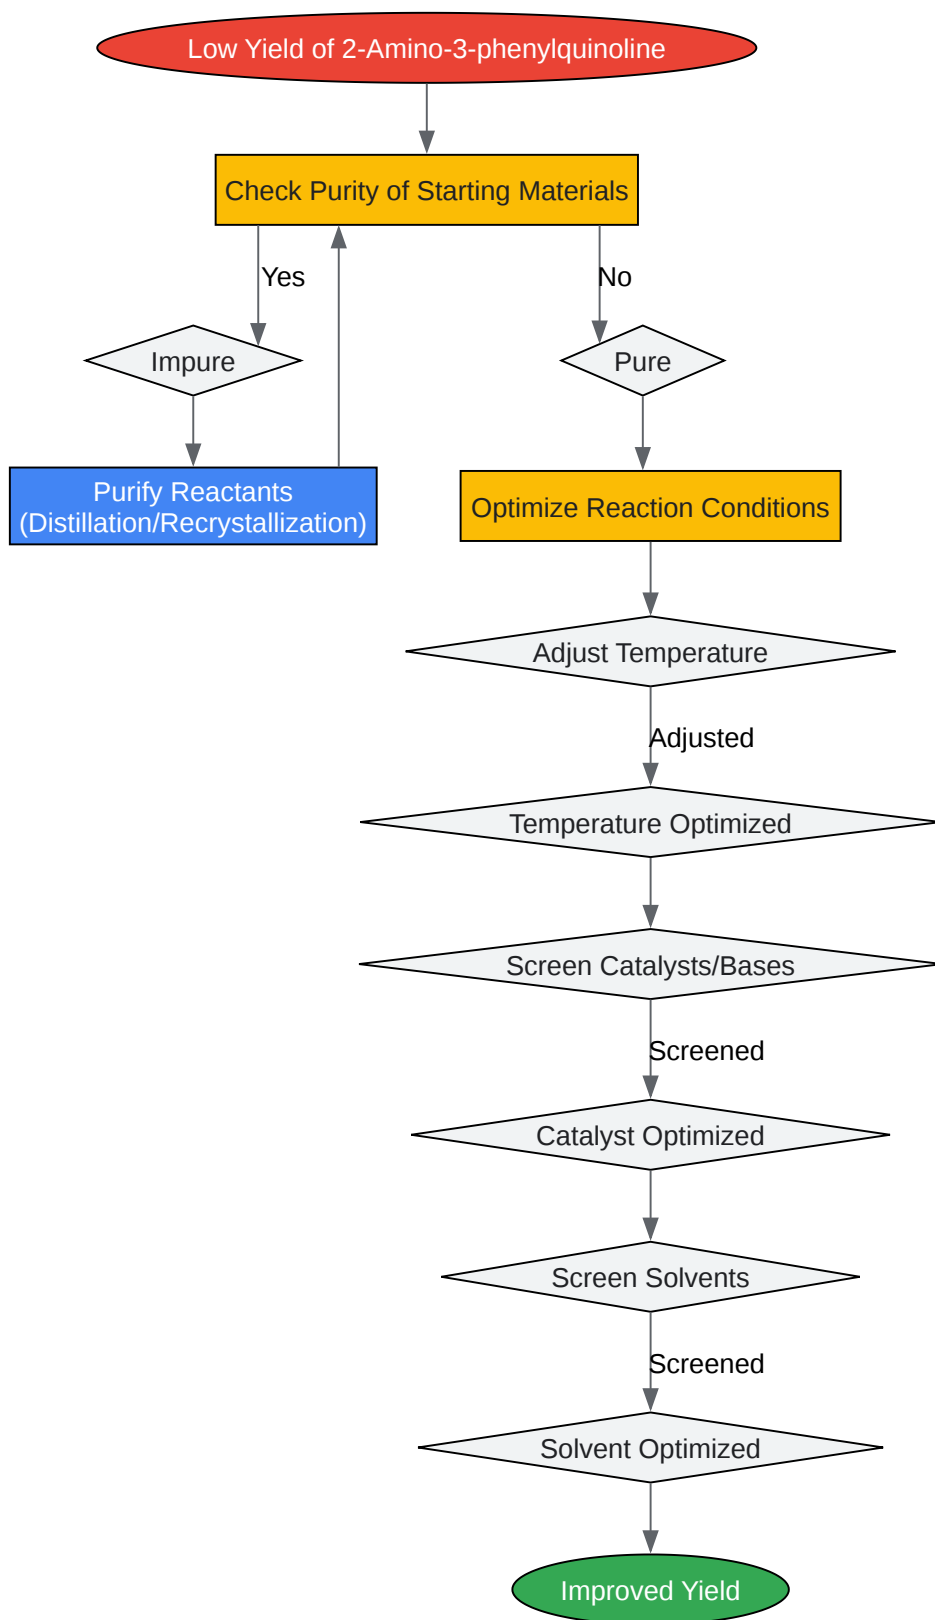 Low Yield of 2-Amino-3-phenylquinoline
Check Purity of Starting Materials
Yes
No
Impure
Pure
Purify Reactants
(Distillation/Recrystallization)
Optimize Reaction Conditions
Adjust Temperature
Adjusted
Temperature Optimized
Screen Catalysts/Bases
Screened
Catalyst Optimized
Screen Solvents
Screened
Solvent Optimized
Improved Yield